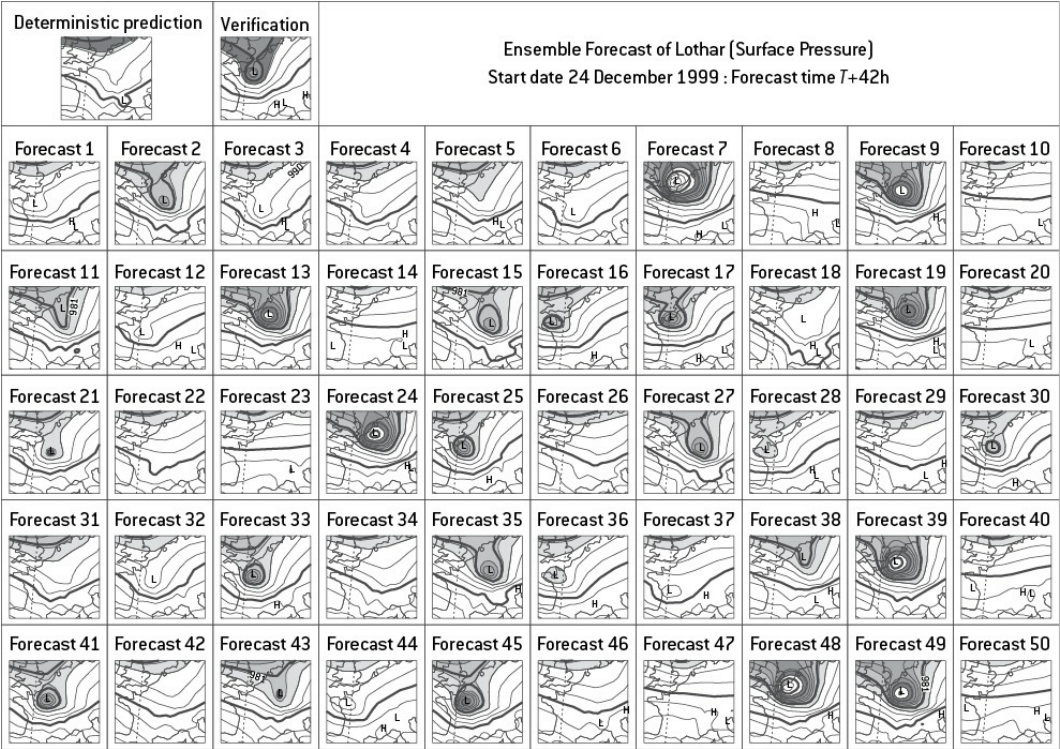 Deterministic prediction
Verification
Ensemble Forecast of Lothar (Surface Pressure)
Start date 24 December 1999 : Forecast time T+42h
L
L
H
L
H
Forecast 1
Forecast 2
Forecast 3
Forecast 4
Forecast 5
Forecast 6
Forecast 7
Forecast 8
Forecast 9
Forecast 10
990
Forecast 11
Forecast 12
Forecast 13
Forecast 14
Forecast 15
Forecast 16
Forecast 17
Forecast 18
Forecast 19
Forecast 20
981
981
Forecast 21
Forecast 22
Forecast 23
Forecast 24
Forecast 25
Forecast 26
Forecast 27
Forecast 28
Forecast 29
Forecast 30
Forecast 31
Forecast 32
Forecast 33
Forecast 34
Forecast 35
Forecast 36
Forecast 37
Forecast 38
Forecast 39
Forecast 40
Forecast 41
Forecast 42
Forecast 43
Forecast 44
Forecast 45
Forecast 46
Forecast 47
Forecast 48
Forecast 49
Forecast 50
981
981